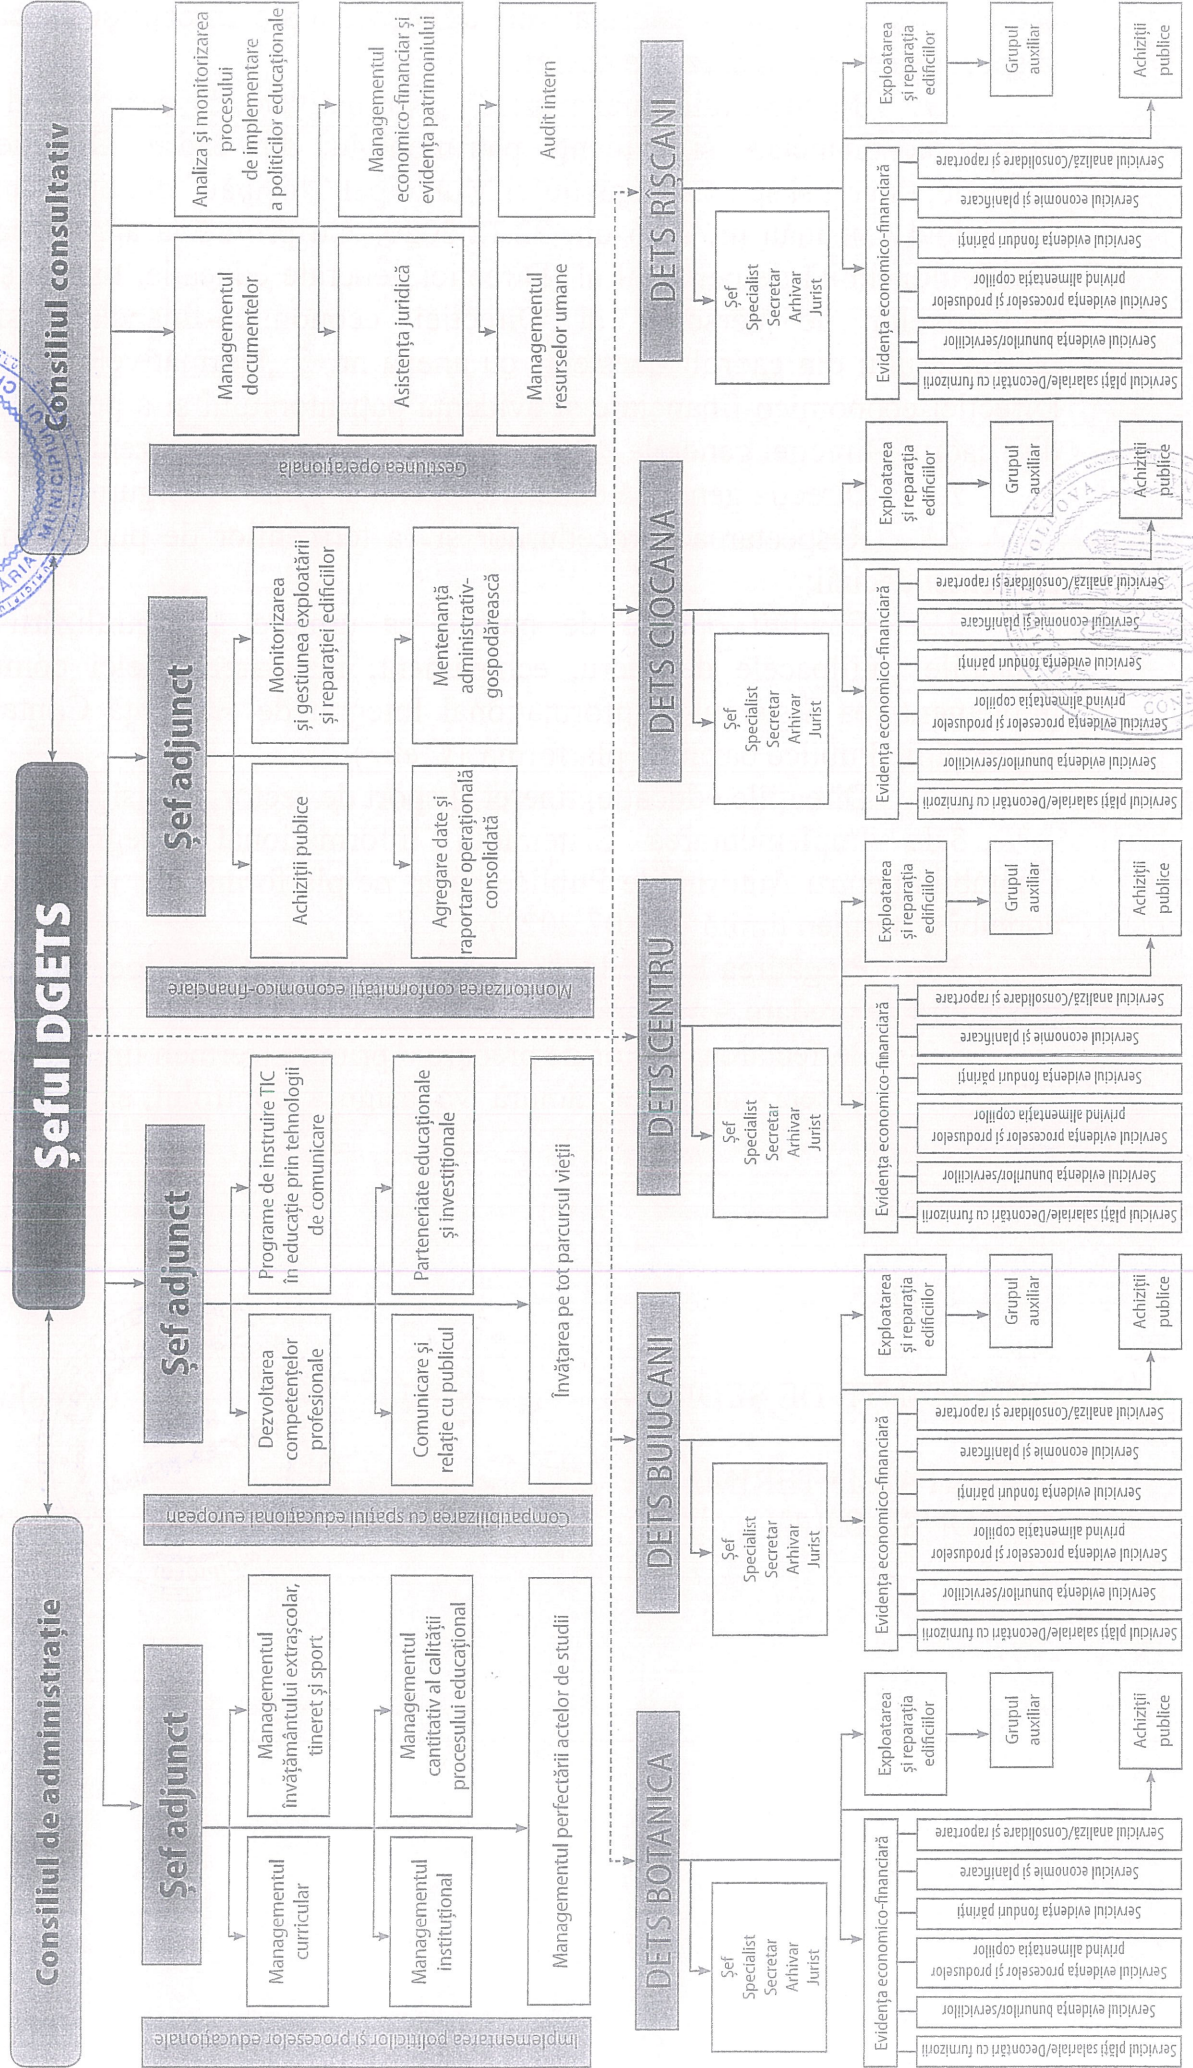 Consiliul de administrație
Șeful DGETS
Consiliul consultativ
Implementarea politicilor și proceselor educaționale
Șef adjunct
Managementul
curricular
Managementul
învățământului extrașcolar,
tineret și sport
Managementul
instituțional
Managementul
cantitativ al calității
procesului educațional
Managementul perfectării actelor de studii
Compatibilizarea cu spațiul educațional european
Șef adjunct
Dezvoltarea
competențelor
profesionale
Programe de instruire TIC
în educație prin tehnologii
de comunicare
Comunicare și
relație cu publicul
Parteneriate educaționale
și investiționale
Învățarea pe tot parcursul vieții
Monitorizarea conformității economico-financiare
Șef adjunct
Achiziții publice
Monitorizarea
și gestiunea exploatării
și reparației edificiilor
Agregare date și
raportare operațională
consolidată
Mentenanță
administrativ-
gospodărească
Gestiunea operațională
Managementul
documentelor
Analiza și monitorizarea
procesului
de implementare
a politicilor educaționale
Asistența juridică
Managementul
economico-financiar și
evidența patrimoniului
Managementul
resurselor umane
Audit intern
DETS BOTANICA
Șef
Specialist
Secretar
Arhivar
Jurist
Evidența economico-financiară
Serviciul plăți salariale/Decontări cu furnizorii
Serviciul evidența bunurilor/serviciilor
Serviciul evidența proceselor și produselor
privind alimentația copiilor
Serviciul fonduri părinți
Serviciul economie și planificare
Serviciul analiză/Consolidare și raportare
Exploatarea
și reparația
edificiilor
Grupul
auxiliar
Achiziții
publice
DETS BUIUCANI
Șef
Specialist
Secretar
Arhivar
Jurist
Evidența economico-financiară
Serviciul plăți salariale/Decontări cu furnizorii
Serviciul evidența bunurilor/serviciilor
Serviciul evidența proceselor și produselor
privind alimentația copiilor
Serviciul fonduri părinți
Serviciul economie și planificare
Serviciul analiză/Consolidare și raportare
Exploatarea
și reparația
edificiilor
Grupul
auxiliar
Achiziții
publice
DETS CENTRU
Șef
Specialist
Secretar
Arhivar
Jurist
Evidența economico-financiară
Serviciul plăți salariale/Decontări cu furnizorii
Serviciul evidența bunurilor/serviciilor
Serviciul evidența proceselor și produselor
privind alimentația copiilor
Serviciul fonduri părinți
Serviciul economie și planificare
Serviciul analiză/Consolidare și raportare
Exploatarea
și reparația
edificiilor
Grupul
auxiliar
Achiziții
publice
DETS CIOCANA
Șef
Specialist
Secretar
Arhivar
Jurist
Evidența economico-financiară
Serviciul plăți salariale/Decontări cu furnizorii
Serviciul evidența bunurilor/serviciilor
Serviciul evidența proceselor și produselor
privind alimentația copiilor
Serviciul fonduri părinți
Serviciul economie și planificare
Serviciul analiză/Consolidare și raportare
Exploatarea
și reparația
edificiilor
Grupul
auxiliar
Achiziții
publice
DETS RÎȘCANI
Șef
Specialist
Secretar
Arhivar
Jurist
Evidența economico-financiară
Serviciul plăți salariale/Decontări cu furnizorii
Serviciul evidența bunurilor/serviciilor
Serviciul evidența proceselor și produselor
privind alimentația copiilor
Serviciul fonduri părinți
Serviciul economie și planificare
Serviciul analiză/Consolidare și raportare
Exploatarea
și reparația
edificiilor
Grupul
auxiliar
Achiziții
publice